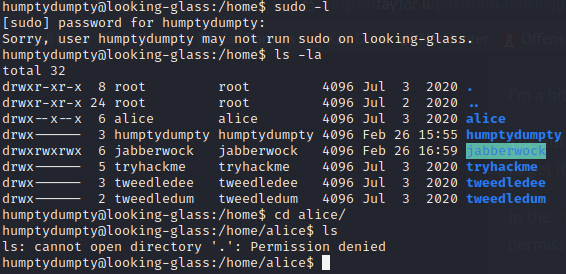 humptydumpty@looking-glass:/home$ sudo -l
[sudo] password for humptydumpty:
Sorry, user humptydumpty may not run sudo on looking-glass.
humptydumpty@looking-glass:/home$ ls -la
total 32
drwxr-xr-x  8 root         root         4096 Jul  3  2020 .
drwxr-xr-x 24 root         root         4096 Jul  2  2020 ..
drwx--x--x  6 alice        alice        4096 Jul  3  2020 alice
drwx------  3 humptydumpty humptydumpty 4096 Feb 26 15:55 humptydumpty
drwxrwxrwx  6 jabberwock   jabberwock   4096 Feb 26 16:59 jabberwock
drwx------  5 tryhackme    tryhackme    4096 Jul  3  2020 tryhackme
drwx------  3 tweedledee   tweedledee   4096 Jul  3  2020 tweedledee
drwx------  2 tweedledum   tweedledum   4096 Jul  3  2020 tweedledum
humptydumpty@looking-glass:/home$ cd alice/
humptydumpty@looking-glass:/home/alice$ ls
ls: cannot open directory '.': Permission denied
humptydumpty@looking-glass:/home/alice$